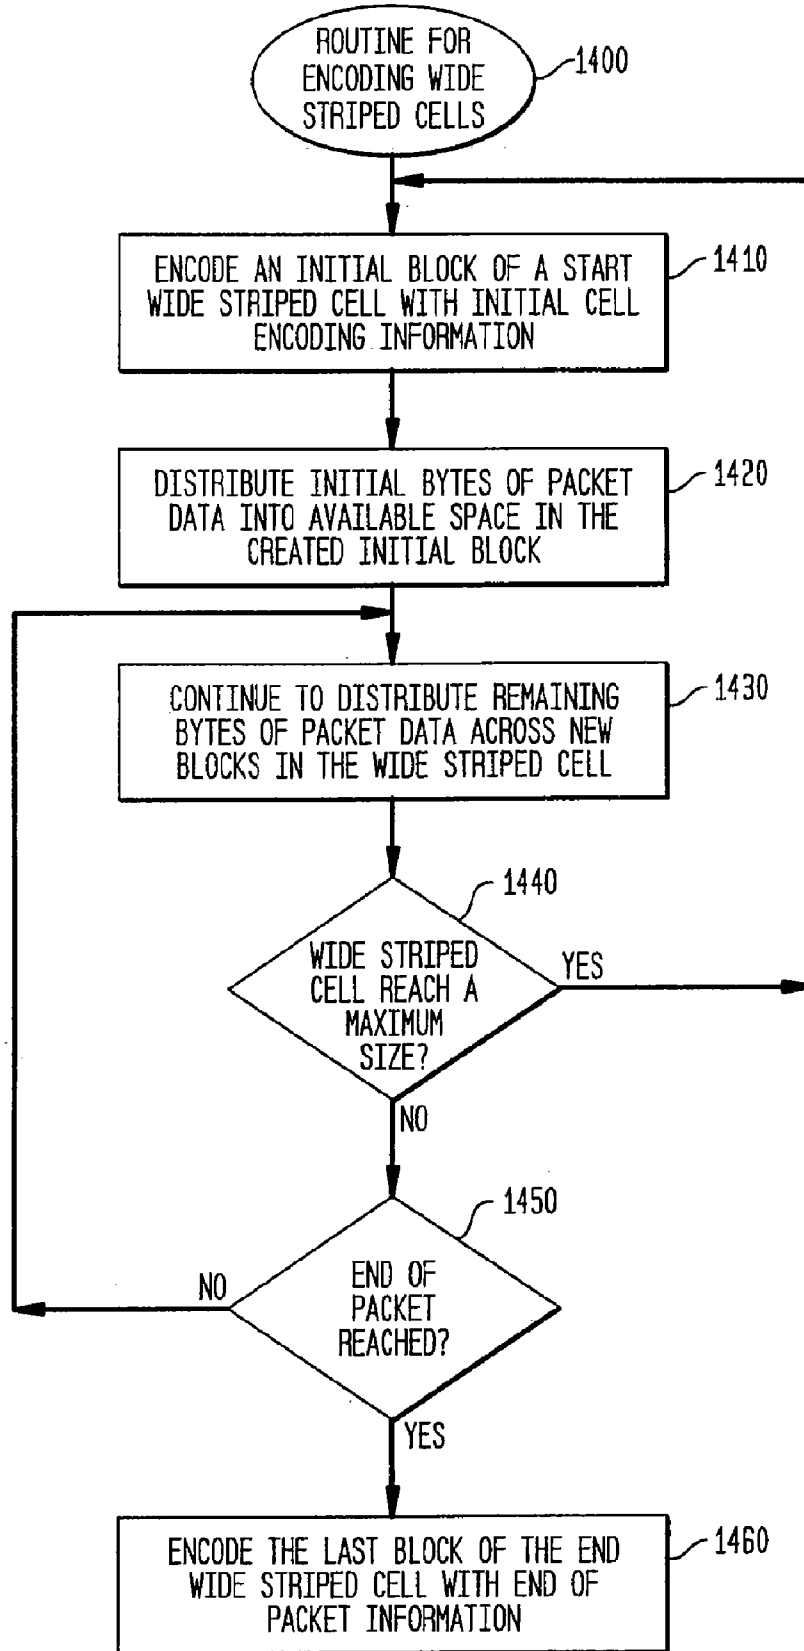 ROUTINE FOR
ENCODING WIDE
STRIPED CELLS
1400
ENCODE AN INITIAL BLOCK OF A START
WIDE STRIPED CELL WITH INITIAL CELL
ENCODING INFORMATION
1410
DISTRIBUTE INITIAL BYTES OF PACKET
DATA INTO AVAILABLE SPACE IN THE
CREATED INITIAL BLOCK
1420
CONTINUE TO DISTRIBUTE REMAINING
BYTES OF PACKET DATA ACROSS NEW
BLOCKS IN THE WIDE STRIPED CELL
1430
WIDE STRIPED
CELL REACH A
MAXIMUM
SIZE?
1440
YES
NO
END OF
PACKET
REACHED?
1450
NO
YES
ENCODE THE LAST BLOCK OF THE END
WIDE STRIPED CELL WITH END OF
PACKET INFORMATION
1460